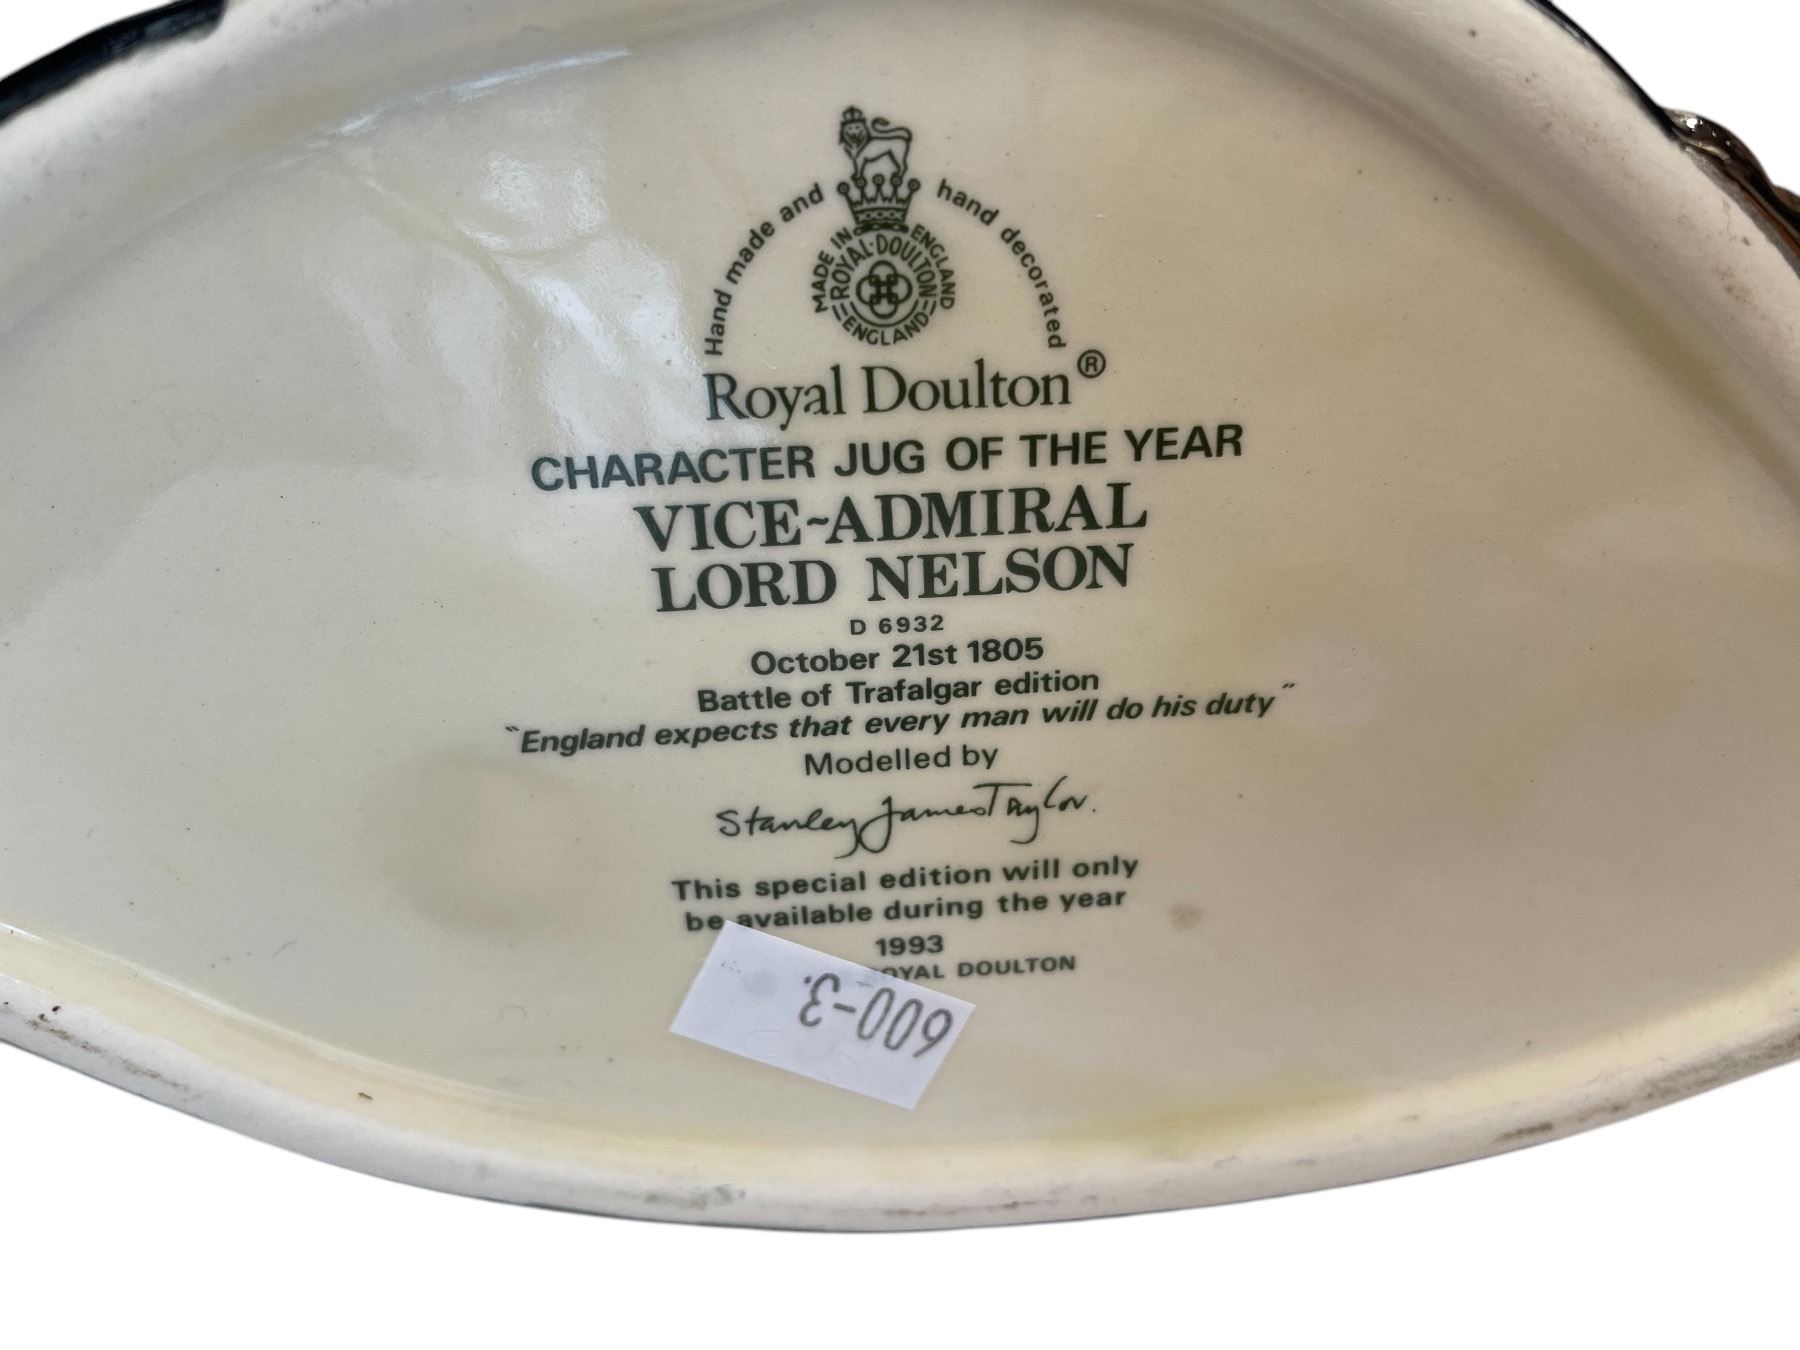 Hand made and hand decorated
MADE IN ENGLAND
ROYAL·DOULTON
ENGLAND
Royal Doulton®
CHARACTER JUG OF THE YEAR
VICE~ADMIRAL
LORD NELSON
D 6932
October 21st 1805
Battle of Trafalgar edition
"England expects that every man will do his duty"
Modelled by
Stanley James Taylor.
This special edition will only
be available during the year
1993
DOULTON
600-3.